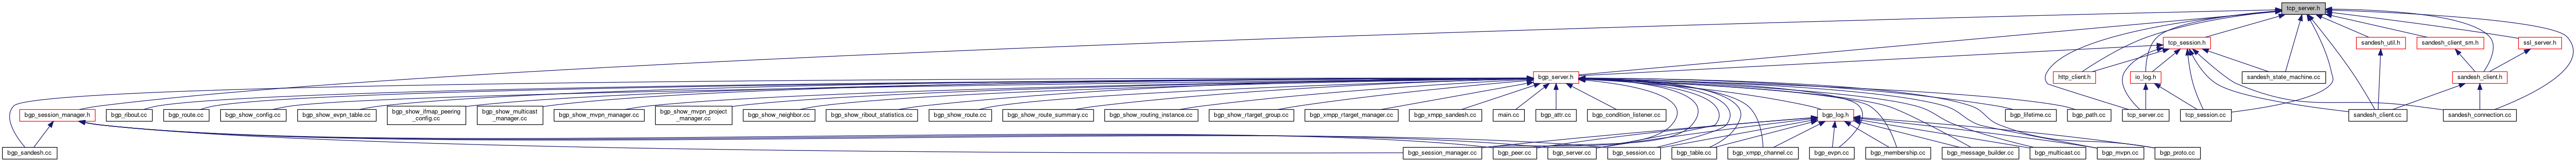 tcp_server.h
tcp_session.h
sandesh_util.h
sandesh_client_sm.h
ssl_server.h
bgp_server.h
http_client.h
io_log.h
sandesh_state_machine.cc
sandesh_client.h
bgp_session_manager.h
bgp_ribout.cc
bgp_route.cc
bgp_show_config.cc
bgp_show_evpn_table.cc
bgp_show_ifmap_peering
_config.cc
bgp_show_multicast
_manager.cc
bgp_show_mvpn_manager.cc
bgp_show_mvpn_project
_manager.cc
bgp_show_neighbor.cc
bgp_show_ribout_statistics.cc
bgp_show_route.cc
bgp_show_route_summary.cc
bgp_show_routing_instance.cc
bgp_show_rtarget_group.cc
bgp_xmpp_rtarget_manager.cc
bgp_xmpp_sandesh.cc
main.cc
bgp_attr.cc
bgp_condition_listener.cc
bgp_log.h
bgp_lifetime.cc
bgp_path.cc
tcp_server.cc
tcp_session.cc
sandesh_client.cc
sandesh_connection.cc
bgp_sandesh.cc
bgp_session_manager.cc
bgp_peer.cc
bgp_server.cc
bgp_session.cc
bgp_table.cc
bgp_xmpp_channel.cc
bgp_evpn.cc
bgp_membership.cc
bgp_message_builder.cc
bgp_multicast.cc
bgp_mvpn.cc
bgp_proto.cc